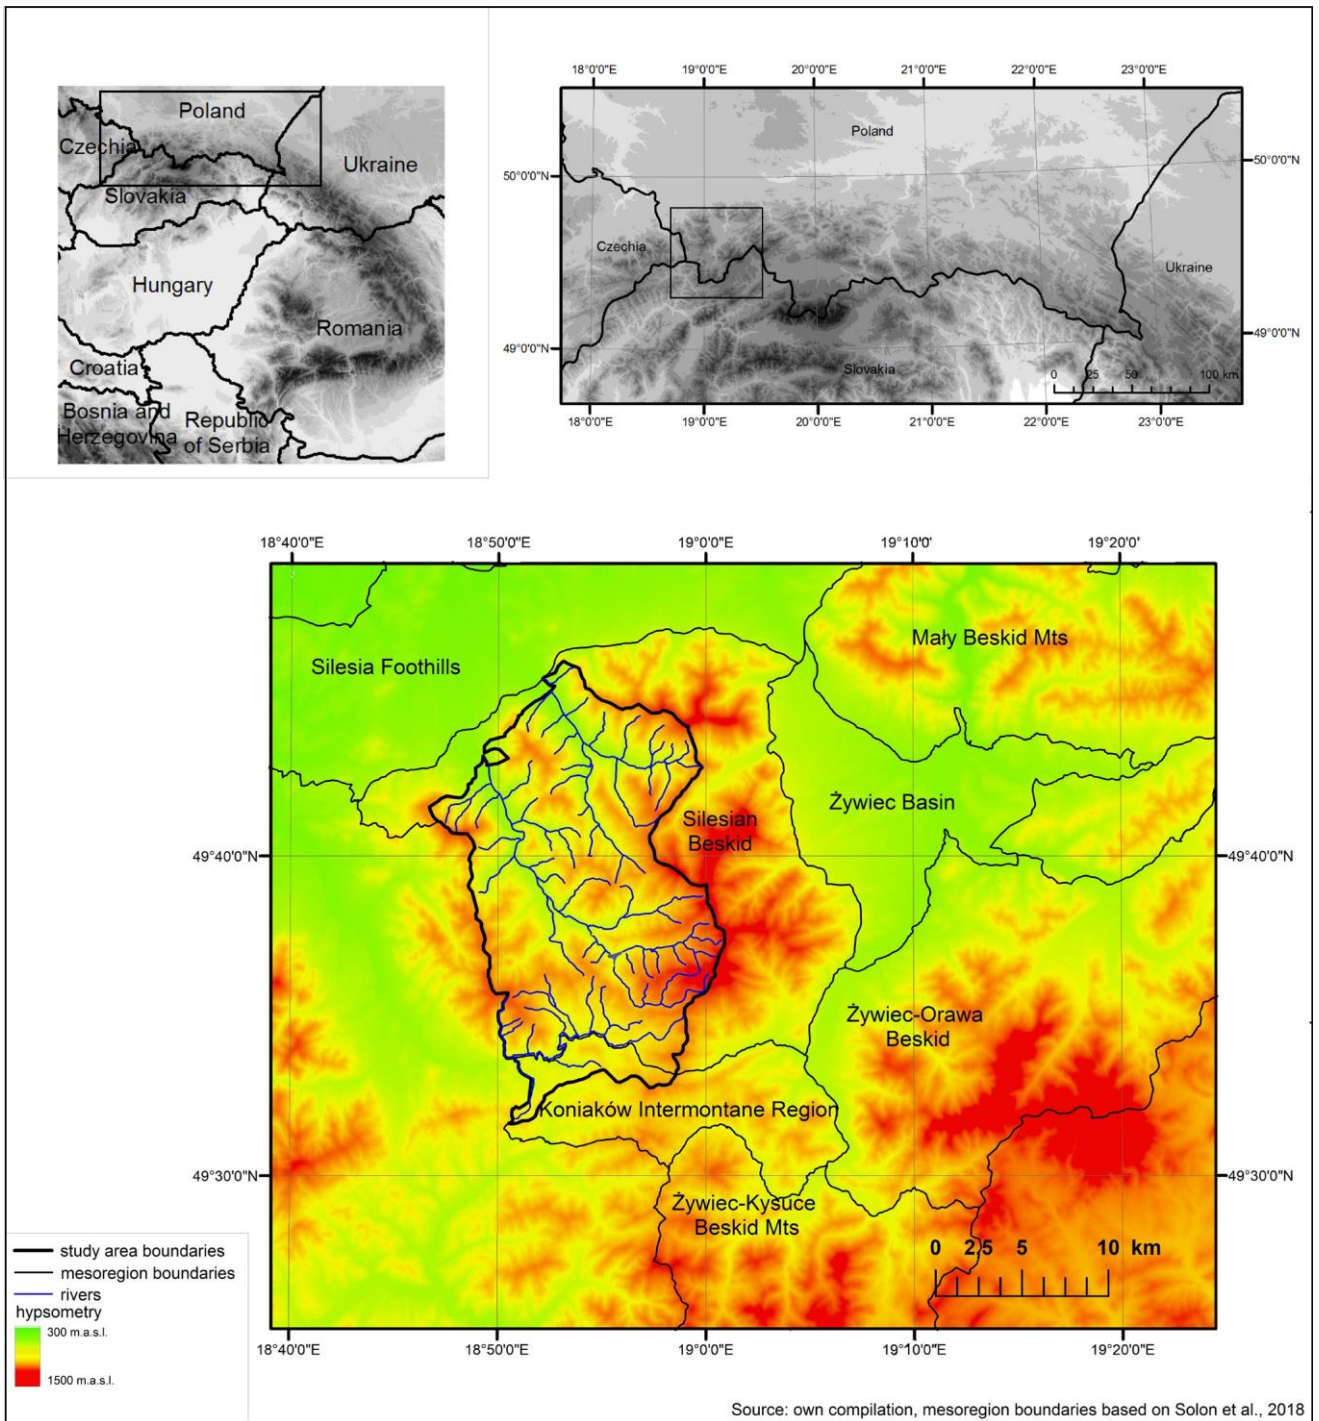 Poland
Czechia
Ukraine
Slovakia
Hungary
Romania
Croatia
Bosnia and
Herzegovina
Republic
of Serbia
18°0'0"E 19°0'0"E 20°0'0"E 21°0'0"E 22°0'0"E 23°0'0"E
Poland
50°0'0"N 50°0'0"N
Czechia
Ukraine
49°0'0"N 49°0'0"N
Slovakia
0 25 50 100 km
18°0'0"E 19°0'0"E 20°0'0"E 21°0'0"E 22°0'0"E 23°0'0"E
18°40'0"E 18°50'0"E 19°0'0"E 19°10'0' 19°20'0'
Mały Beskid Mts
Silesia Foothills
Żywiec Basin
Silesian
Beskid
49°40'0"N 49°40'0"N
Żywiec-Orawa
Beskid
Koniaków Intermontane Region
49°30'0"N 49°30'0"N
Żywiec-Kysuce
Beskid Mts
0 2,5 5 10 km
18°40'0"E 18°50'0"E 19°0'0"E 19°10'0"E 19°20'0"E
study area boundaries
mesoregion boundaries
rivers
hypsometry
300 m.a.s.l.
1500 m.a.s.l.
Source: own compilation, mesoregion boundaries based on Solon et al., 2018